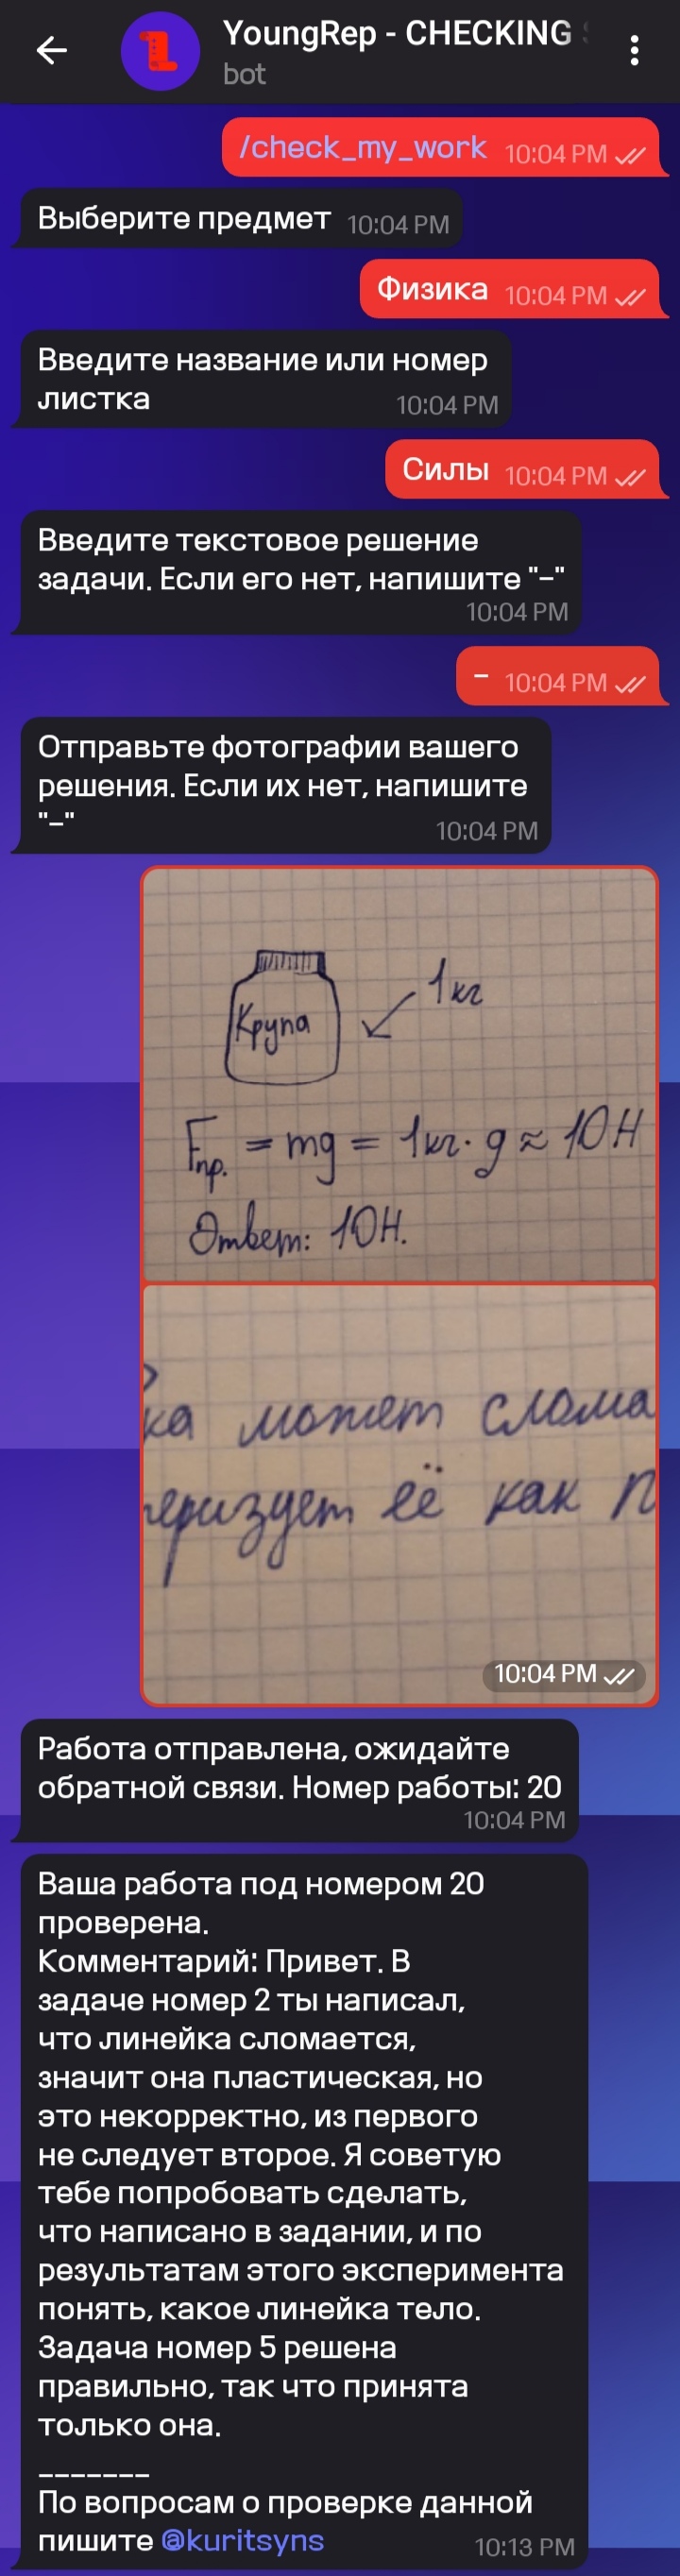 YoungRep - CHECKING
bot
/check_my_work 10:04 PM
Выберите предмет 10:04 PM
Физика 10:04 PM
Введите название или номер
листка 10:04 PM
Силы 10:04 PM
Введите текстовое решение
задачи. Если его нет, напишите "-"
10:04 PM
- 10:04 PM
Отправьте фотографии вашего
решения. Если их нет, напишите
"-" 10:04 PM
1кг
Крупа
Fпр. = mg = 1кг·g ≈ 10Н
Ответ: 10Н.
ка может слома
теризует её как п
10:04 PM
Работа отправлена, ожидайте
обратной связи. Номер работы: 20
10:04 PM
Ваша работа под номером 20
проверена.
Комментарий: Привет. В
задаче номер 2 ты написал,
что линейка сломается,
значит она пластическая, но
это некорректно, из первого
не следует второе. Я советую
тебе попробовать сделать,
что написано в задании, и по
результатам этого эксперимента
понять, какое линейка тело.
Задача номер 5 решена
правильно, так что принята
только она.
-------
По вопросам о проверке данной
пишите @kuritsyns 10:13 PM